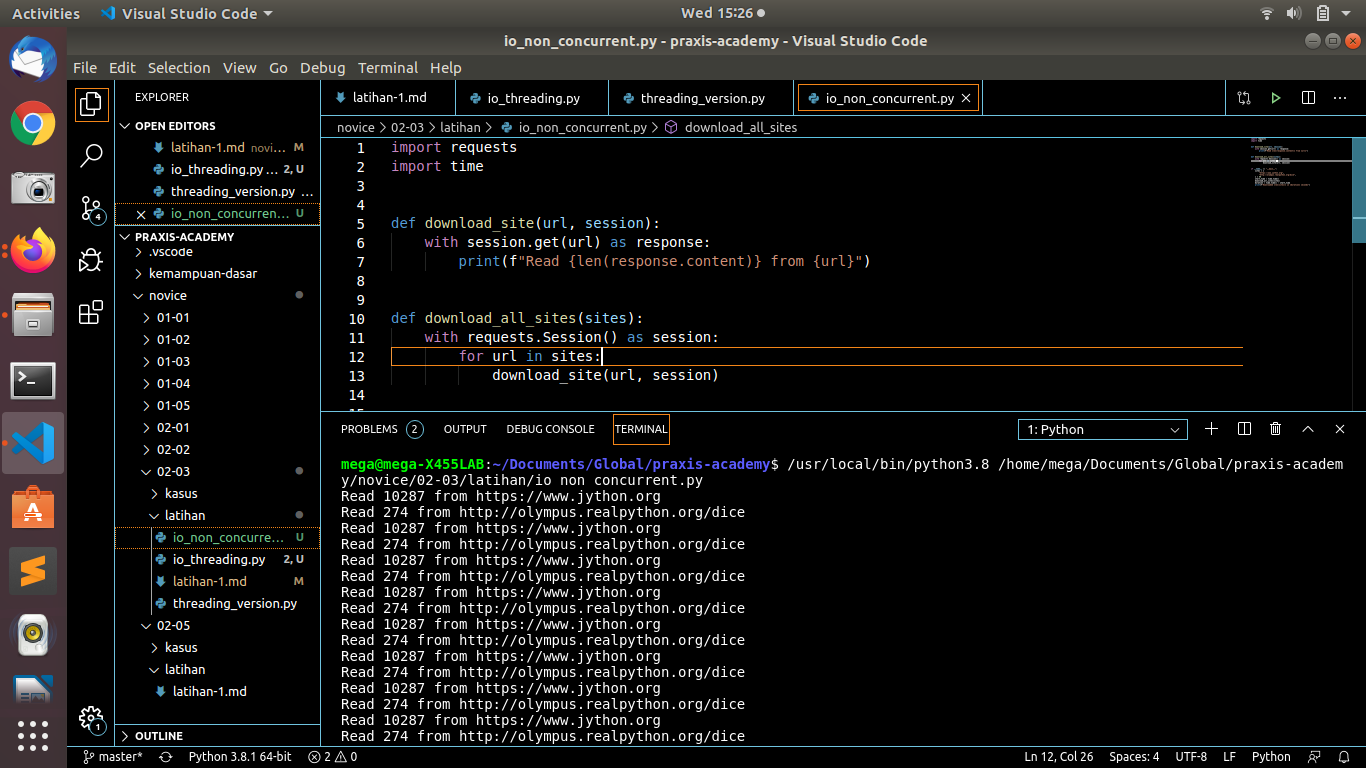 Activities Visual Studio Code Wed 15:26
io_non_concurrent.py - praxis-academy - Visual Studio Code
File Edit Selection View Go Debug Terminal Help
EXPLORER
OPEN EDITORS
latihan-1.md novi... M
io_threading.py ... 2, U
threading_version.py ...
io_non_concurren... U
PRAXIS-ACADEMY
.vscode
kemampuan-dasar
novice
01-01
01-02
01-03
01-04
01-05
02-01
02-02
02-03
kasus
latihan
io_non_concurre... U
io_threading.py 2, U
latihan-1.md M
threading_version.py
02-05
kasus
latihan
latihan-1.md
OUTLINE
4
1
latihan-1.md io_threading.py threading_version.py io_non_concurrent.py
novice > 02-03 > latihan > io_non_concurrent.py > download_all_sites
1 import requests
2 import time
3
4
5 def download_site(url, session):
6 with session.get(url) as response:
7 print(f"Read {len(response.content)} from {url}")
8
9
10 def download_all_sites(sites):
11 with requests.Session() as session:
12 for url in sites:
13 download_site(url, session)
14
PROBLEMS 2 OUTPUT DEBUG CONSOLE TERMINAL 1: Python
mega@mega-X455LAB:~/Documents/Global/praxis-academy$ /usr/local/bin/python3.8 /home/mega/Documents/Global/praxis-academ
y/novice/02-03/latihan/io non concurrent.py
Read 10287 from https://www.jython.org
Read 274 from http://olympus.realpython.org/dice
Read 10287 from https://www.jython.org
Read 274 from http://olympus.realpython.org/dice
Read 10287 from https://www.jython.org
Read 274 from http://olympus.realpython.org/dice
Read 10287 from https://www.jython.org
Read 274 from http://olympus.realpython.org/dice
Read 10287 from https://www.jython.org
Read 274 from http://olympus.realpython.org/dice
Read 10287 from https://www.jython.org
Read 274 from http://olympus.realpython.org/dice
Read 10287 from https://www.jython.org
Read 274 from http://olympus.realpython.org/dice
Read 10287 from https://www.jython.org
Read 274 from http://olympus.realpython.org/dice
master* Python 3.8.1 64-bit 2 0 Ln 12, Col 26 Spaces: 4 UTF-8 LF Python